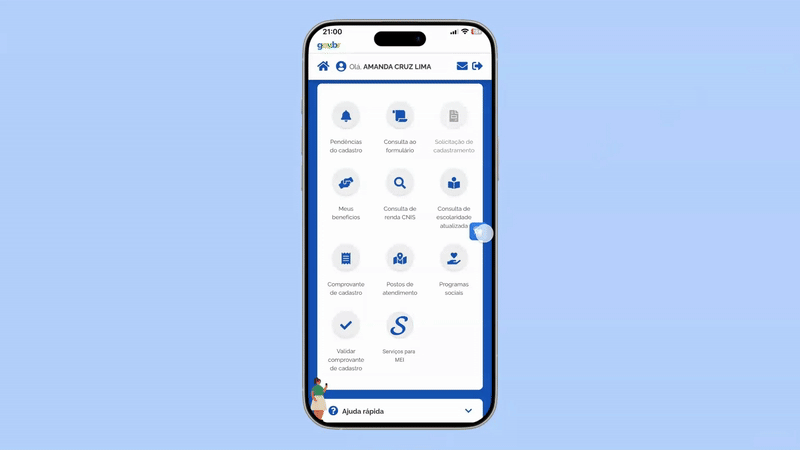 21:00
gov.br
Olá, AMANDA CRUZ LIMA
Pendências
do cadastro
Consulta ao
formulário
Solicitação de
cadastramento
Meus
benefícios
Consulta de
renda CNIS
Consulta de
escolaridade
atualizada
Comprovante
de cadastro
Postos de
atendimento
Programas
sociais
Validar
comprovante
de cadastro
Serviços para
MEI
Ajuda rápida